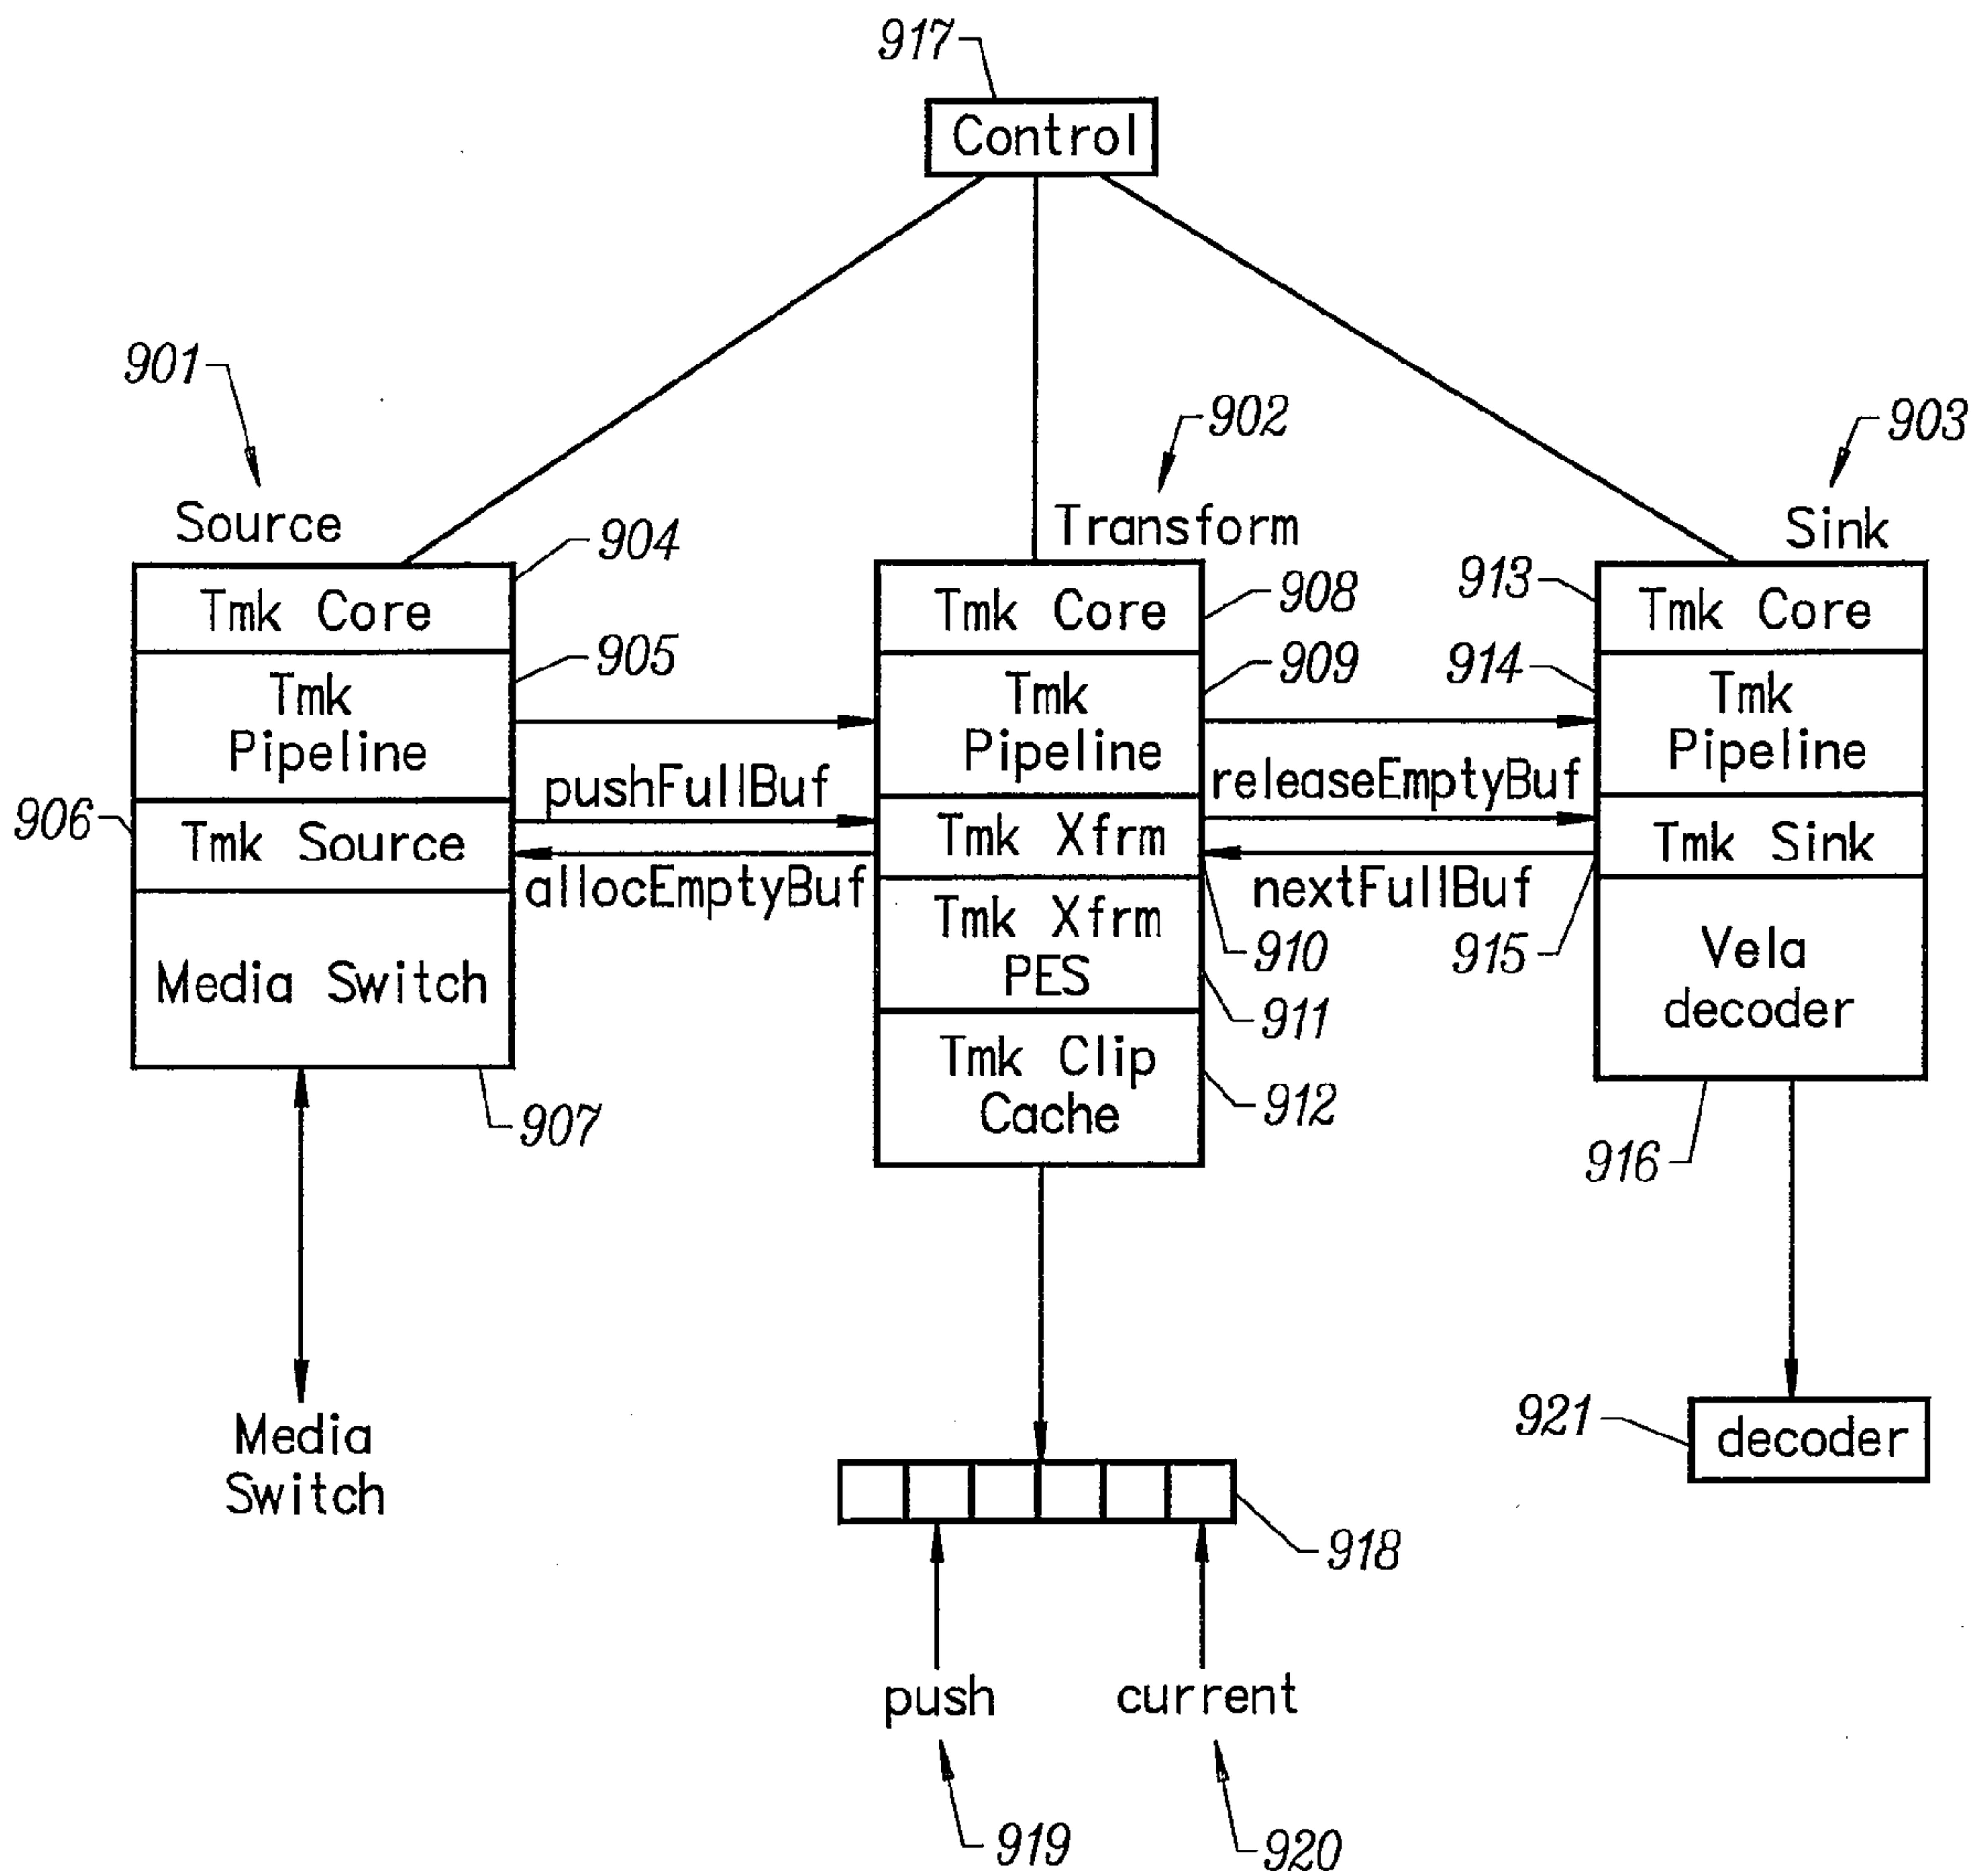 917
Control
901
902
903
Source
Transform
Sink
904
908
913
Tmk Core
Tmk Core
Tmk Core
905
909
914
Tmk
Pipeline
Tmk
Pipeline
Tmk
Pipeline
pushFullBuf
releaseEmptyBuf
906
Tmk Source
Tmk Xfrm
Tmk Sink
allocEmptyBuf
nextFullBuf
Media Switch
Tmk Xfrm
PES
910
915
Vela
decoder
911
907
Tmk Clip
Cache
912
916
Media
Switch
921
decoder
918
push
current
919
920